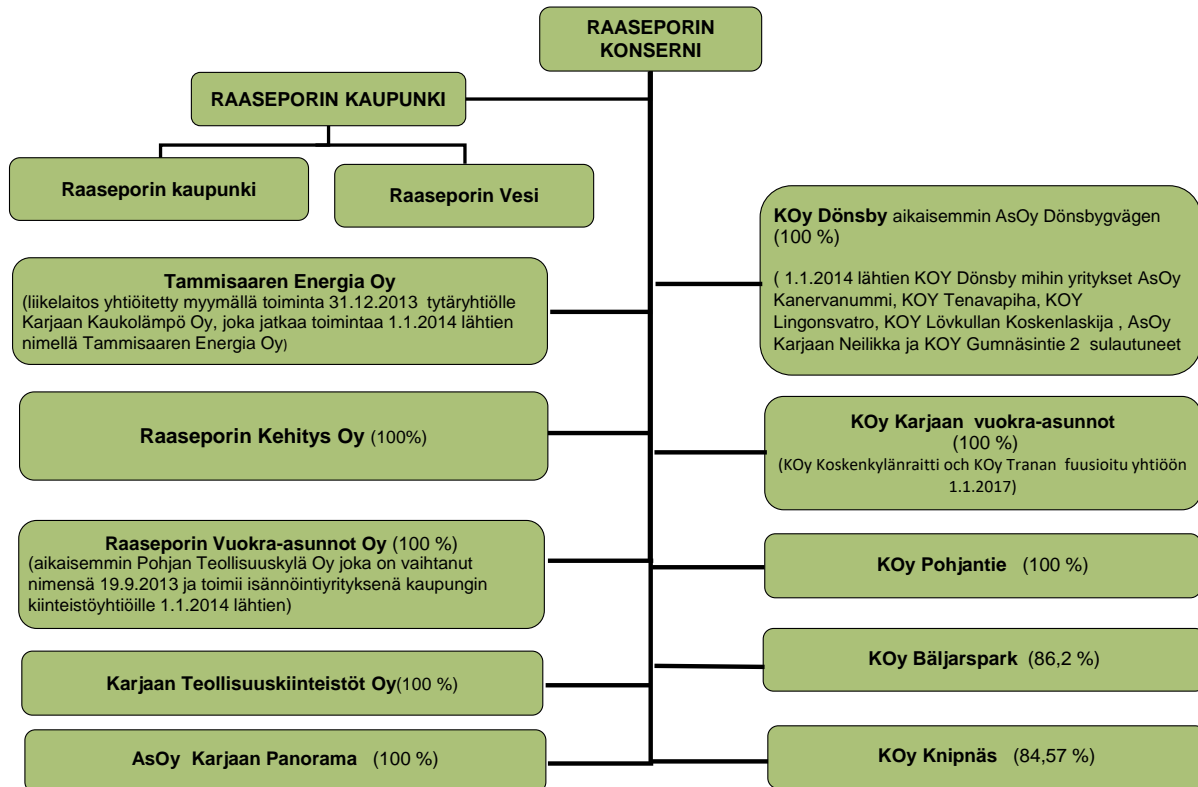 RAASEPORIN
KONSERNI
RAASEPORIN KAUPUNKI
Raaseporin kaupunki
Raaseporin Vesi
Tammisaaren Energia Oy
(liikelaitos yhtiöitetty myymällä toiminta 31.12.2013 tytäryhtiölle
Karjaan Kaukolämpö Oy, joka jatkaa toimintaa 1.1.2014 lähtien
nimellä Tammisaaren Energia Oy)
Raaseporin Kehitys Oy (100%)
Raaseporin Vuokra-asunnot Oy (100 %)
(aikaisemmin Pohjan Teollisuuskylä Oy joka on vaihtanut
nimensä 19.9.2013 ja toimii isännöintiyrityksenä kaupungin
kiinteistöyhtiöille 1.1.2014 lähtien)
Karjaan Teollisuuskiinteistöt Oy(100 %)
AsOy Karjaan Panorama (100 %)
KOy Dönsby aikaisemmin AsOy Dönsbygvägen
(100 %)
( 1.1.2014 lähtien KOY Dönsby mihin yritykset AsOy
Kanervanummi, KOY Tenavapiha, KOY
Lingonsvatro, KOY Lövkullan Koskenlaskija , AsOy
Karjaan Neilikka ja KOY Gumnäsintie 2 sulautuneet
KOy Karjaan vuokra-asunnot
(100 %)
(KOy Koskenkylänraitti och KOy Tranan fuusioitu yhtiöön
1.1.2017)
KOy Pohjantie (100 %)
KOy Bäljarspark (86,2 %)
KOy Knipnäs (84,57 %)